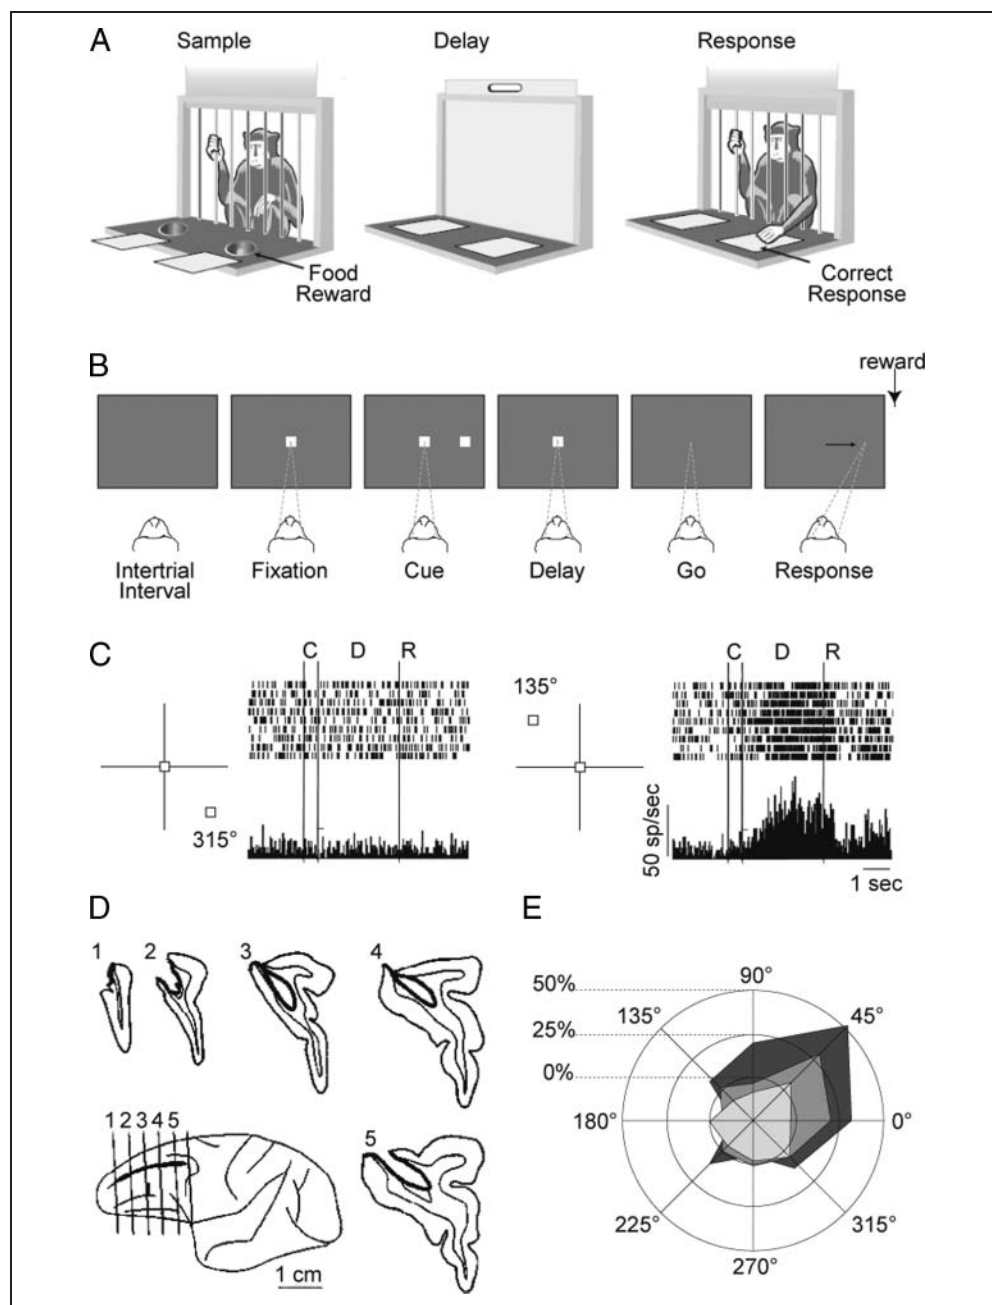 A
Sample
Delay
Response
Food
Reward
Correct
Response
B
reward
Intertrial
Interval
Fixation
Cue
Delay
Go
Response
C
C D R
315°
135°
C D R
50 sp/sec
1 sec
D
1
2
3
4
1 2 3 4 5
5
1 cm
E
50%
25%
0%
90°
135°
45°
180°
0°
225°
315°
270°